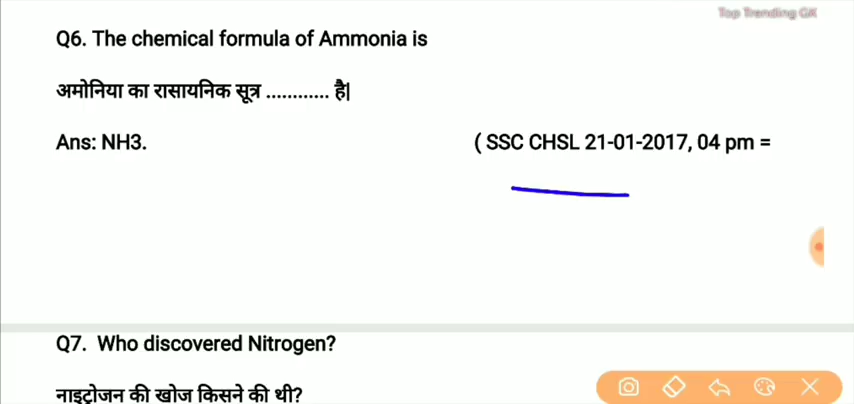 Top Trending GK
Q6. The chemical formula of Ammonia is
अमोनिया का रासायनिक सूत्र ............ है|
Ans: NH3. ( SSC CHSL 21-01-2017, 04 pm =
Q7. Who discovered Nitrogen?
नाइट्रोजन की खोज किसने की थी?